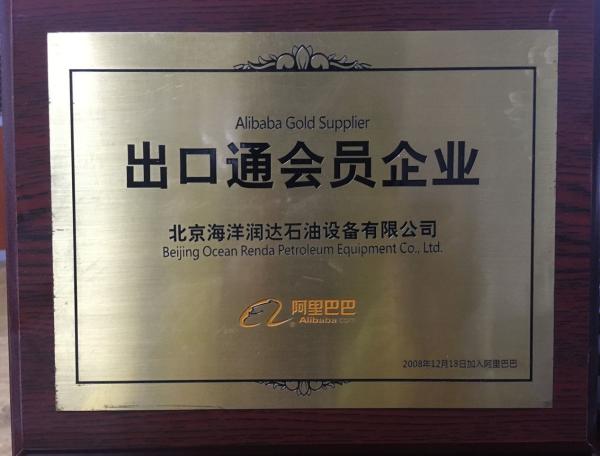 Alibaba Gold Supplier
出口通会员企业
北京海洋润达石油设备有限公司
Beijing Ocean Renda Petroleum Equipment Co., Ltd.
阿里巴巴
Alibaba.com
2008年12月18日加入阿里巴巴